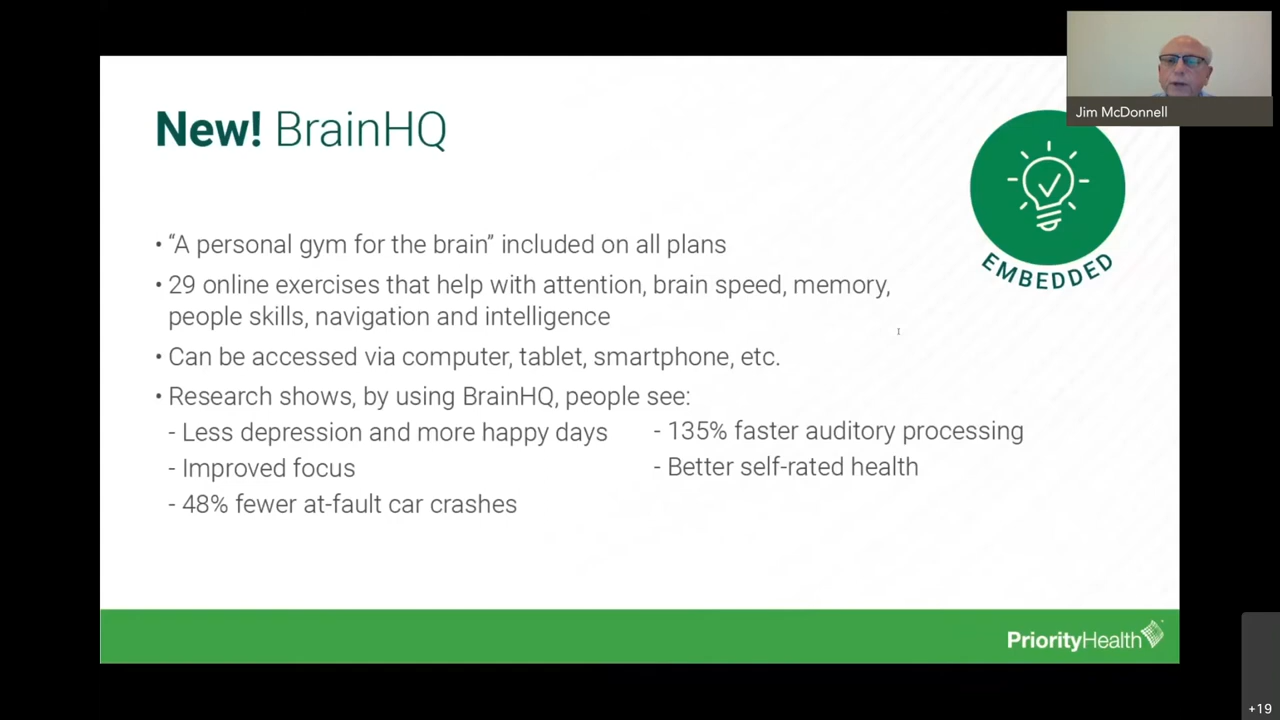 Jim McDonnell
New! BrainHQ
EMBEDDED
• “A personal gym for the brain” included on all plans
• 29 online exercises that help with attention, brain speed, memory,
people skills, navigation and intelligence
• Can be accessed via computer, tablet, smartphone, etc.
• Research shows, by using BrainHQ, people see:
- Less depression and more happy days
- Improved focus
- 48% fewer at-fault car crashes
- 135% faster auditory processing
- Better self-rated health
PriorityHealth
+19